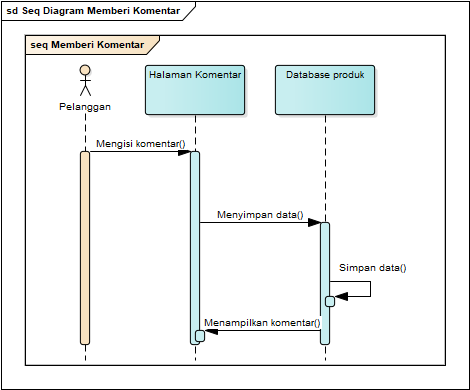 sd Seq Diagram Memberi Komentar
seq Memberi Komentar
Pelanggan
Halaman Komentar
Database produk
Mengisi komentar()
Menyimpan data()
Simpan data()
Menampilkan komentar()